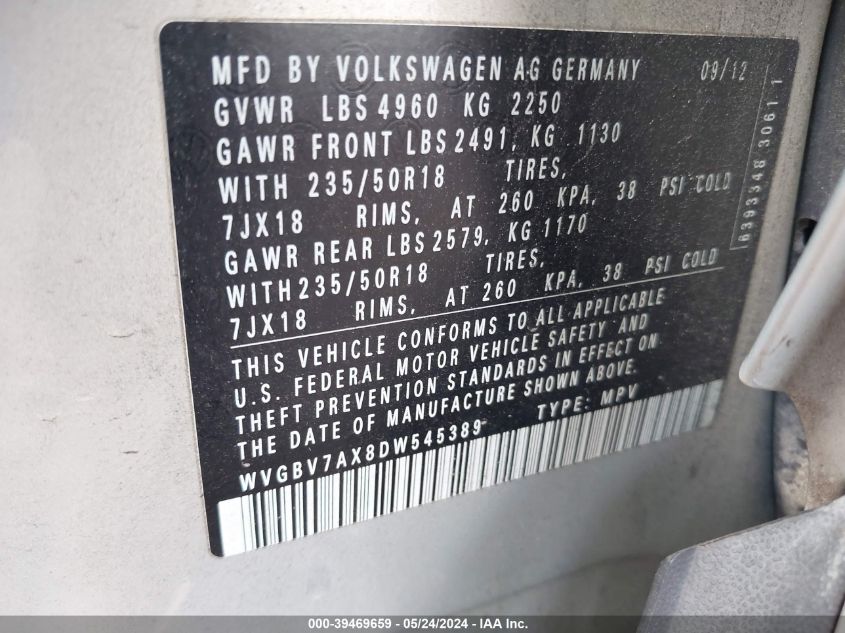 MFD BY VOLKSWAGEN AG GERMANY 09/12
GVWR LBS 4960 KG 2250
GAWR FRONT LBS 2491, KG 1130
WITH 235/50R18 TIRES,
7JX18 RIMS, AT 260 KPA, 38 PSI COLD
GAWR REAR LBS 2579, KG 1170
WITH 235/50R18 TIRES,
7JX18 RIMS, AT 260 KPA, 38 PSI COLD
THIS VEHICLE CONFORMS TO ALL APPLICABLE
U.S. FEDERAL MOTOR VEHICLE SAFETY AND
THEFT PREVENTION STANDARDS IN EFFECT ON
THE DATE OF MANUFACTURE SHOWN ABOVE.
WVGBV7AX8DW545389 TYPE: MPV
6393348 3061 1
000-39469659 / 05/24/2024 - IAA Inc.